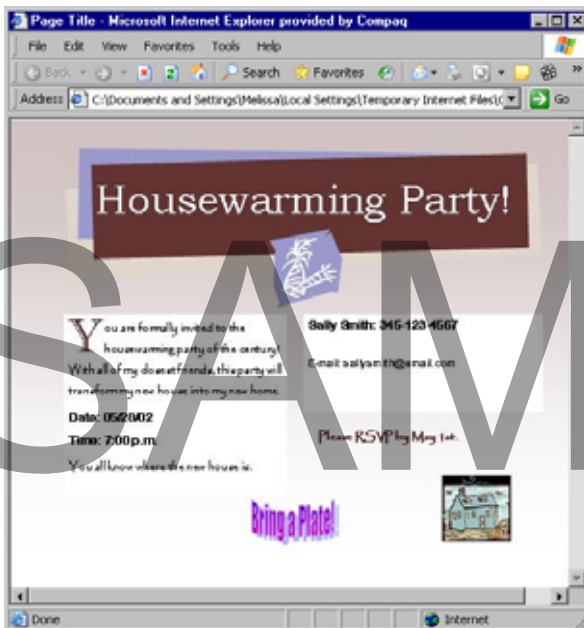 Page Title - Microsoft Internet Explorer provided by Compaq
File Edit View Favorites Tools Help
Back Search Favorites »
Address C:\Documents and Settings\Melissa\Local Settings\Temporary Internet Files\C Go
Housewarming Party!
You are formally invited to the
housewarming party of the century!
With all of my closest friends, this party will
transform my new house into my new home.
Date: 05/28/02
Time: 7:00 p.m.
You all know where the new house is.
Sally Smith: 345-123-4567
E-mail: sallysmith@email.com
Please RSVP by May 1st.
Bring a Plate!
SAM
Done Internet